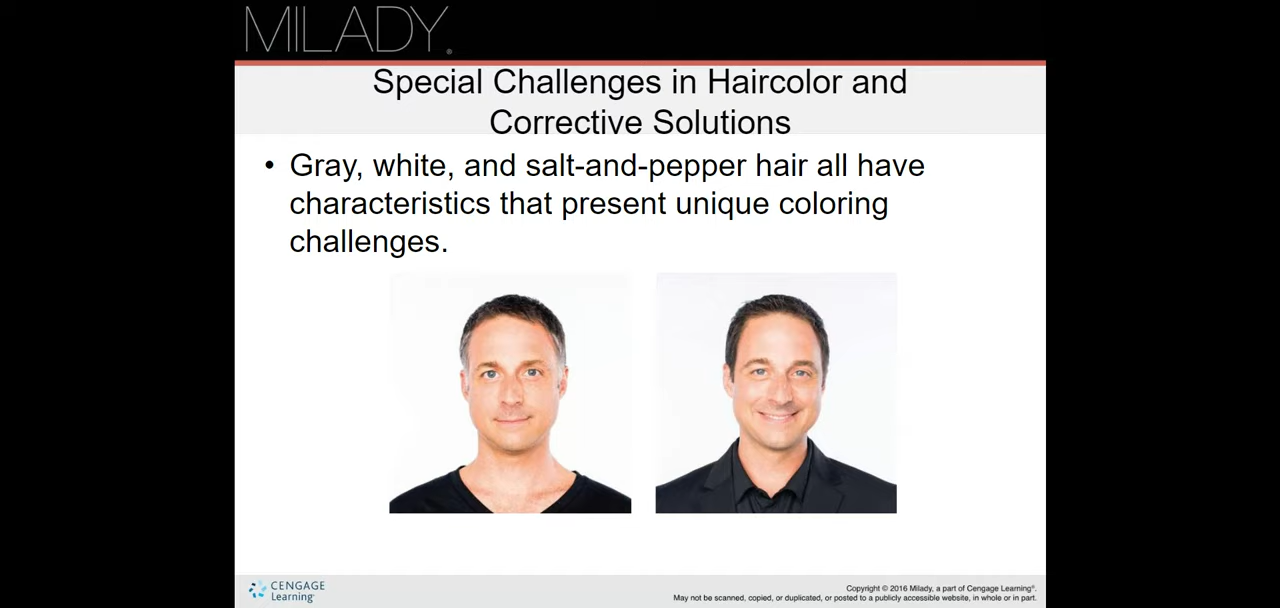 MILADY®
Special Challenges in Haircolor and
Corrective Solutions
• Gray, white, and salt-and-pepper hair all have
characteristics that present unique coloring
challenges.
CENGAGE
Learning®
Copyright © 2016 Milady, a part of Cengage Learning®.
May not be scanned, copied, or duplicated, or posted to a publicly accessible website, in whole or in part.